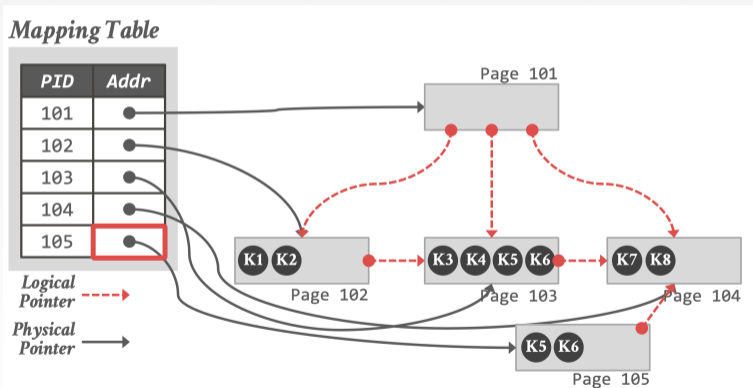 Mapping Table
PID Addr
101
102
103
104
105
Logical
Pointer
Physical
Pointer
Page 101
K1 K2
Page 102
K3 K4 K5 K6
Page 103
K7 K8
Page 104
K5 K6
Page 105